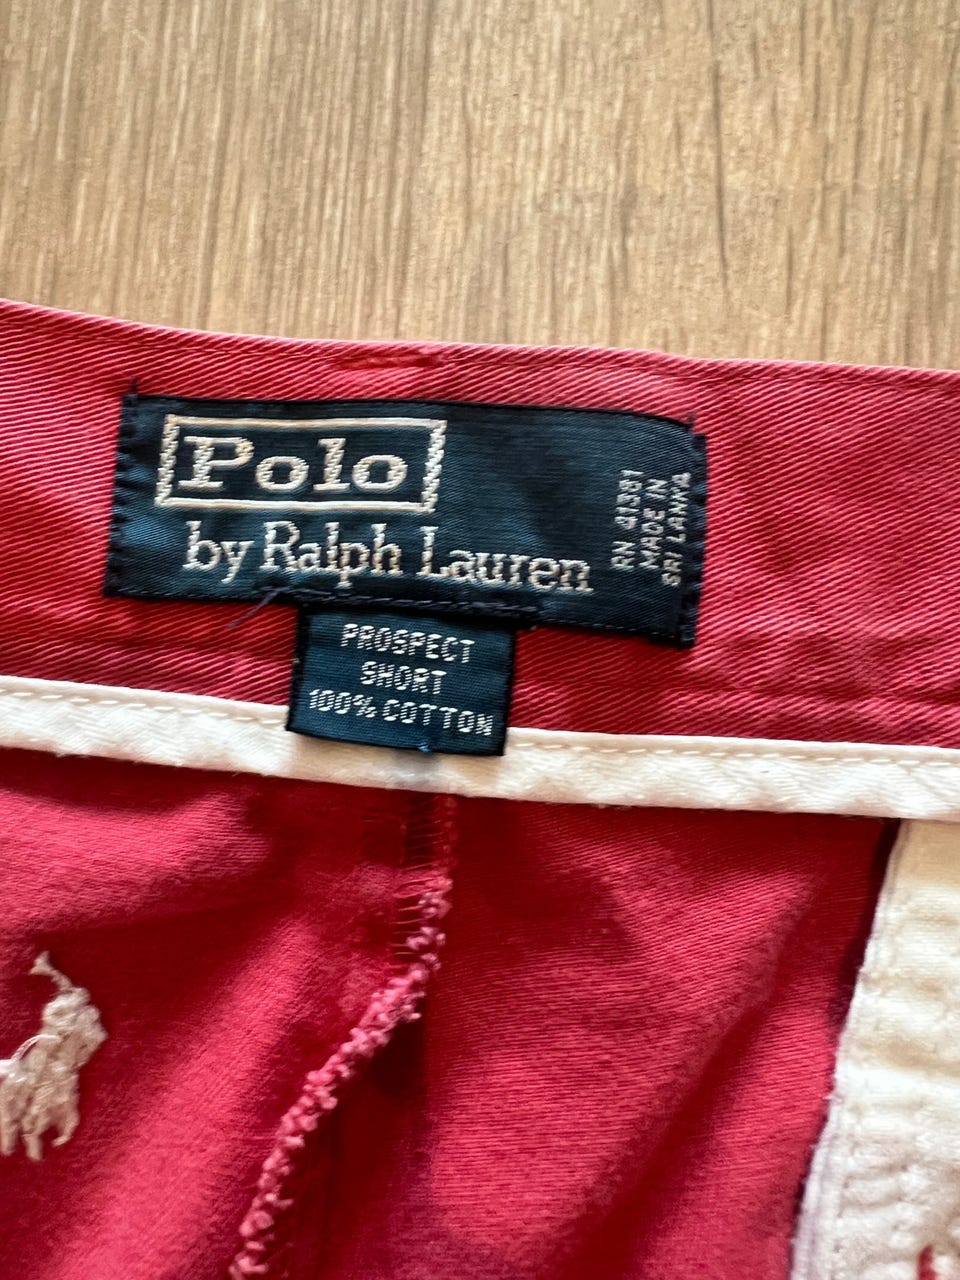 Polo
by Ralph Lauren
RN 41381
MADE IN
SRI LANKA
PROSPECT
SHORT
100% COTTON